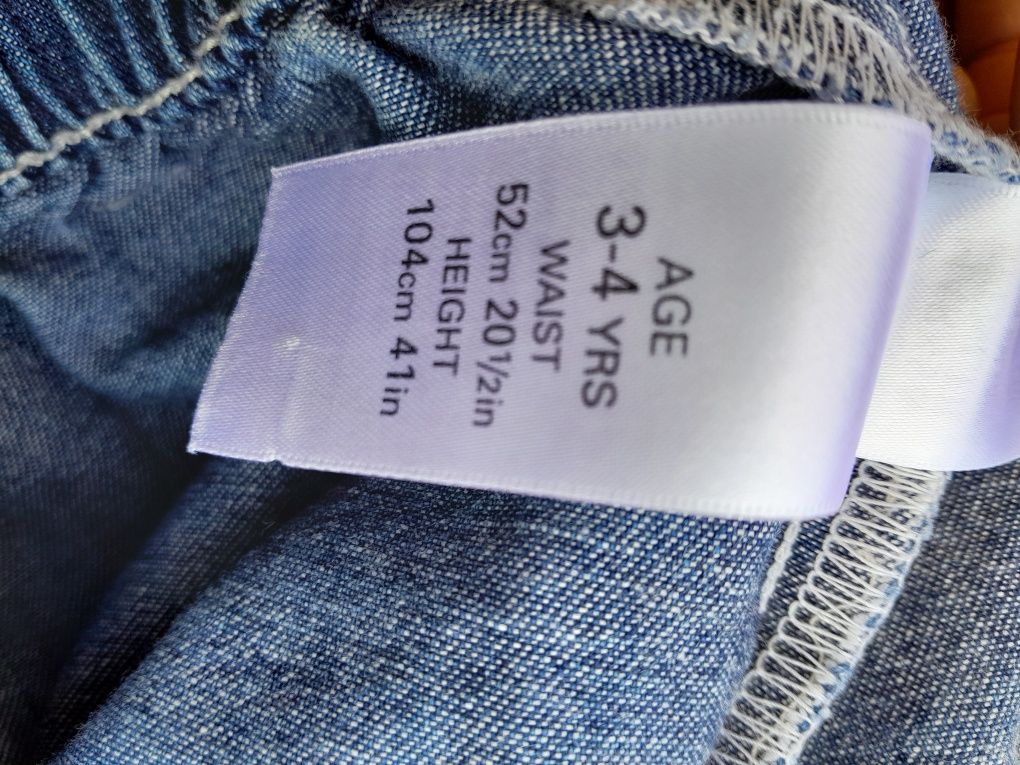 AGE
3-4 YRS
WAIST
52cm 20½in
HEIGHT
104cm 41in